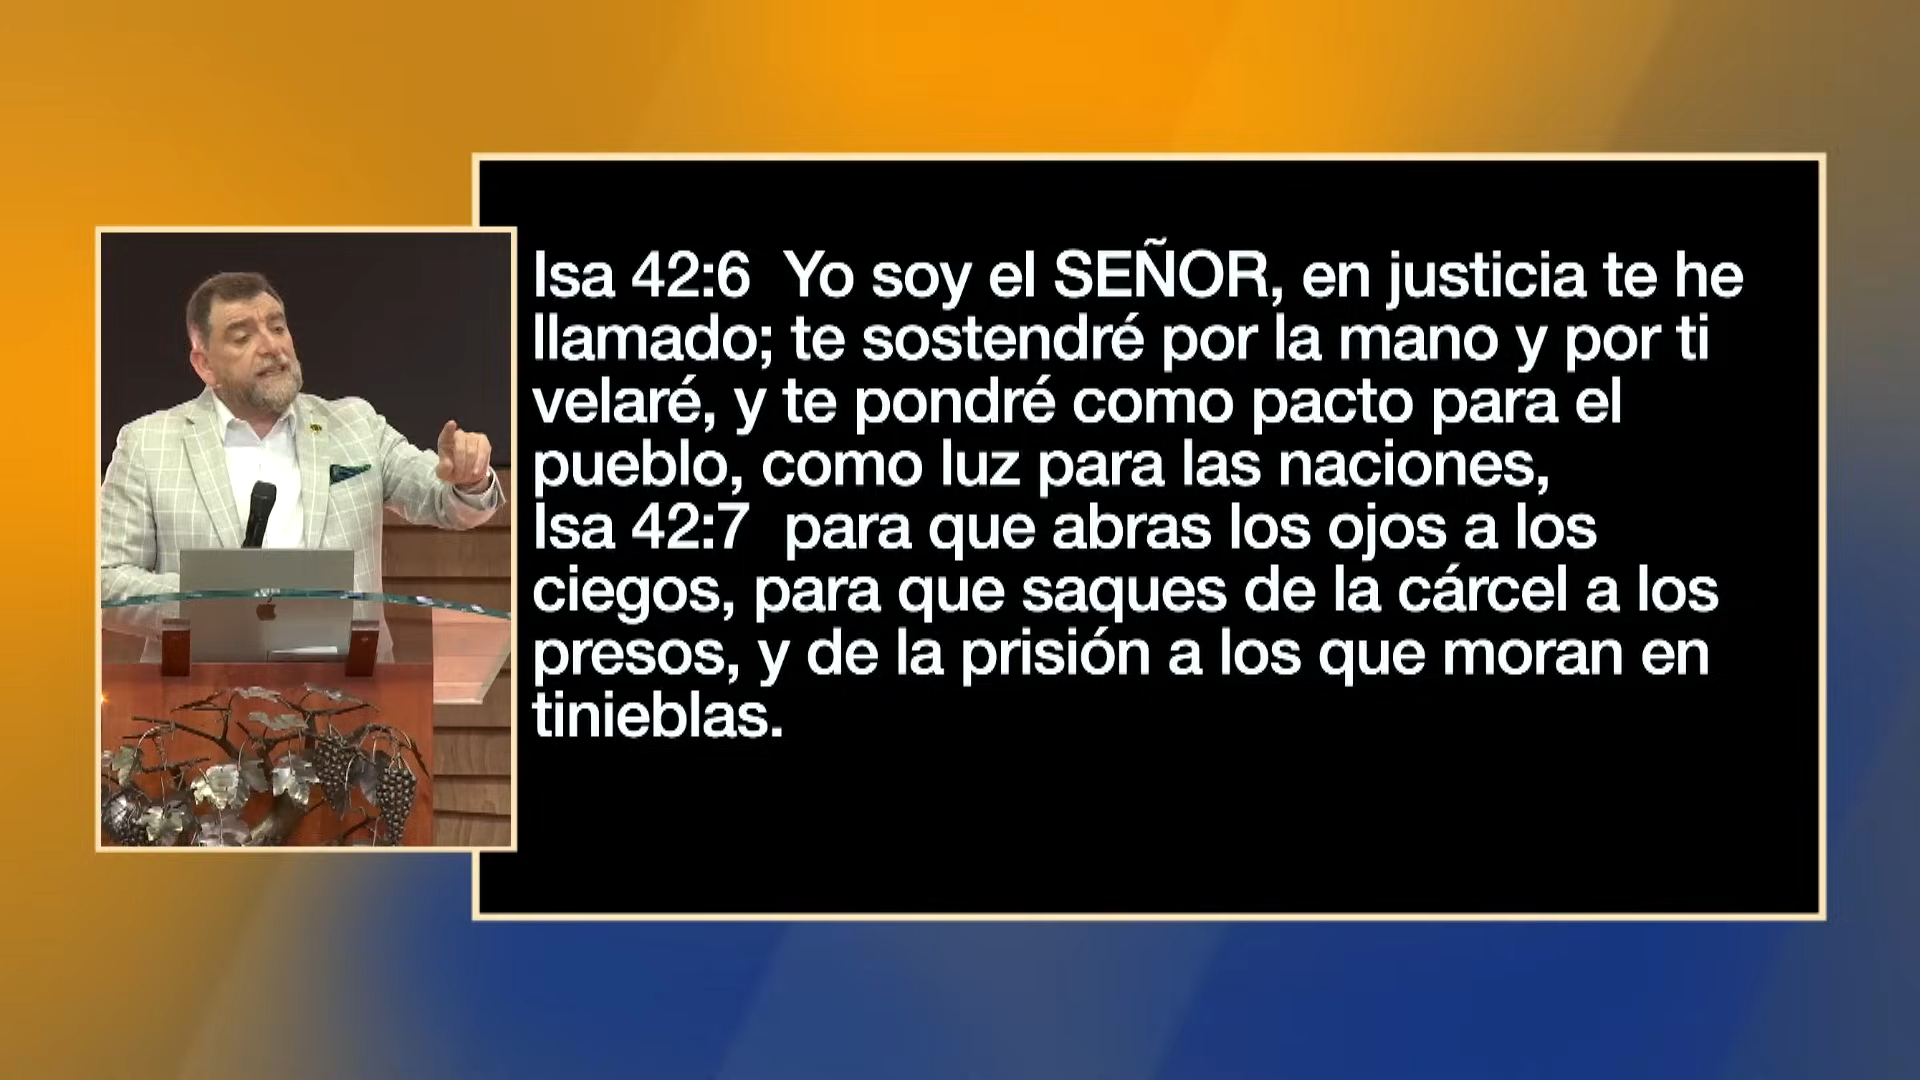 Isa 42:6  Yo soy el SEÑOR, en justicia te he
llamado; te sostendré por la mano y por ti
velaré, y te pondré como pacto para el
pueblo, como luz para las naciones,
Isa 42:7  para que abras los ojos a los
ciegos, para que saques de la cárcel a los
presos, y de la prisión a los que moran en
tinieblas.